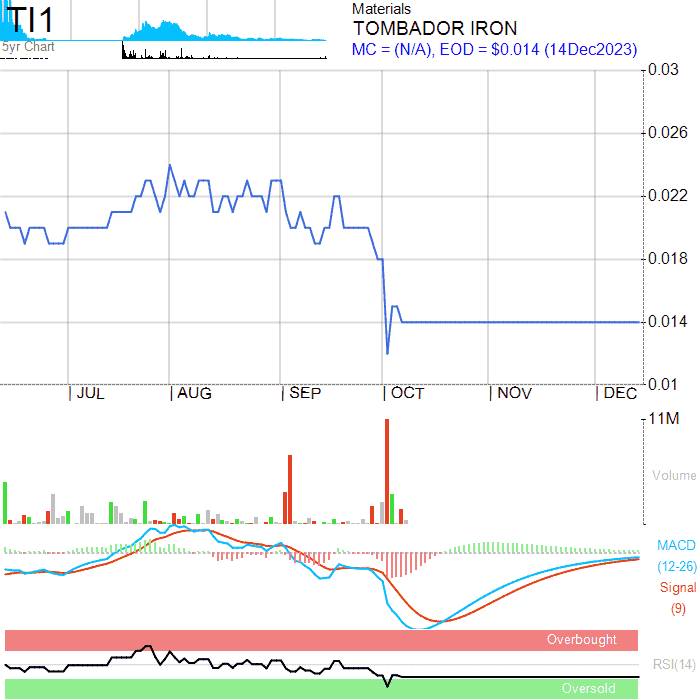 TI1
5yr Chart
Materials
TOMBADOR IRON
MC = (N/A), EOD = $0.014 (14Dec2023)
0.03
0.026
0.022
0.018
0.014
0.01
JUL AUG SEP OCT NOV DEC
11M
Volume
MACD
(12-26)
Signal
(9)
Overbought
RSI(14)
Oversold